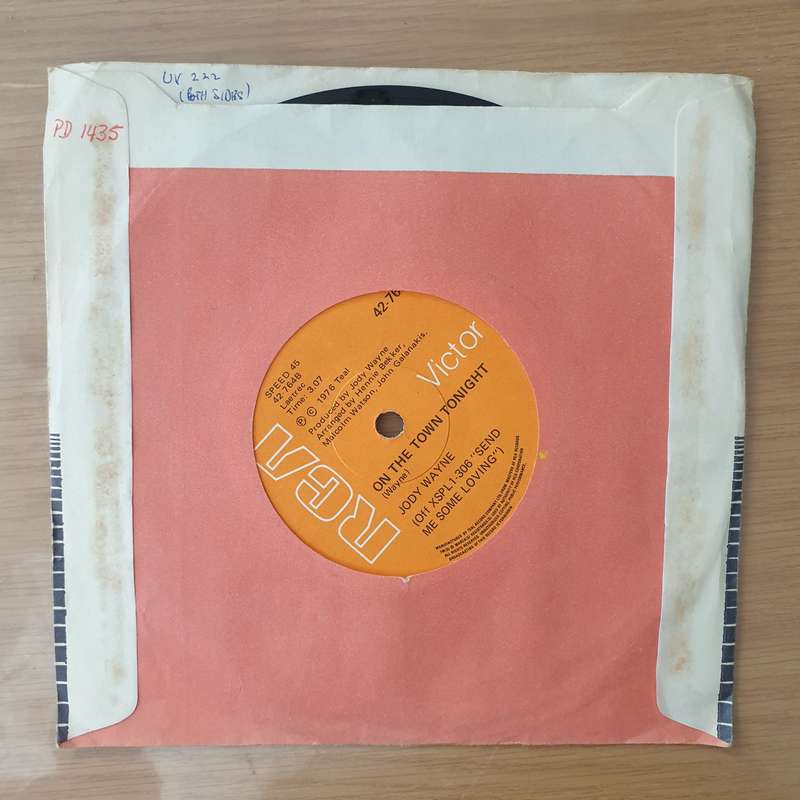 UV 222
(BOTH SIDES)
PD 1435
42-76
SPEED 45
42.764B
Laetrec
Time: 3.07
℗ © 1976 Teal
Produced by Jody Wayne
Arranged by Hennie Bekker,
Malcolm Watson, John Galanakis.
RCA
Victor
ON THE TOWN TONIGHT
(Wayne)
JODY WAYNE
(Off XSPL1-306 "SEND
ME SOME LOVING")